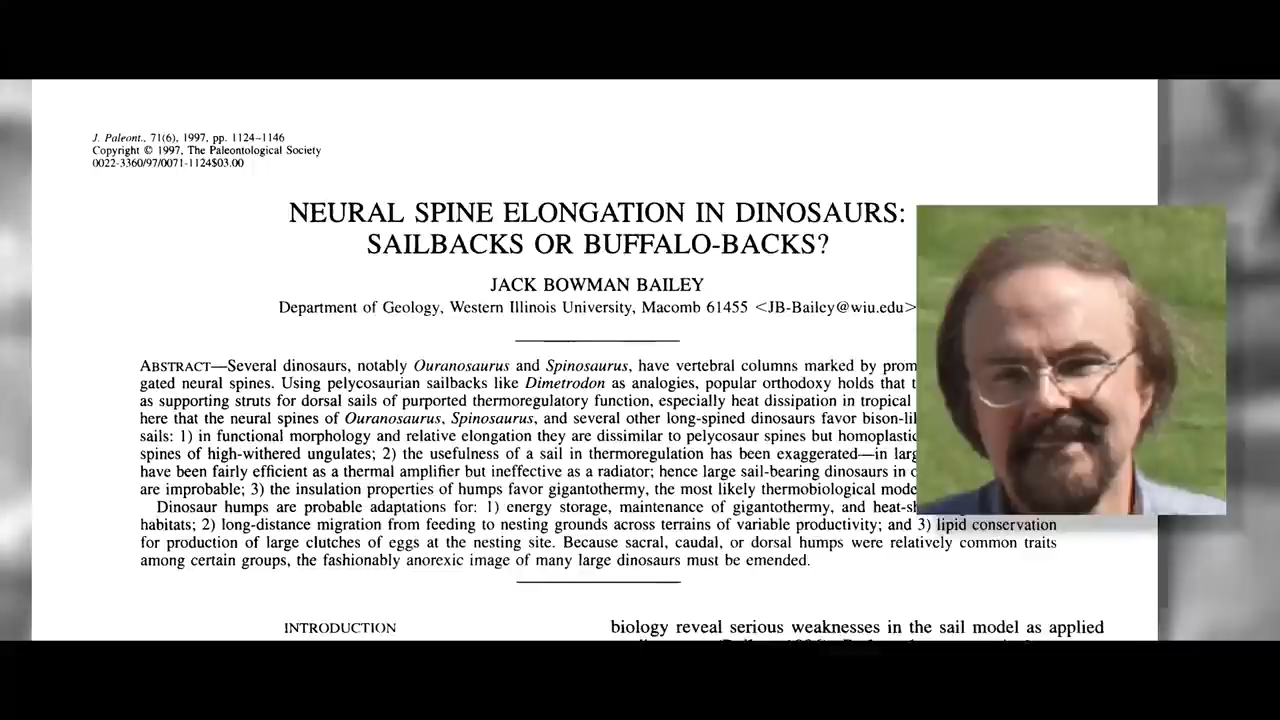 J. Paleont., 71(6), 1997, pp. 1124–1146
Copyright © 1997, The Paleontological Society
0022-3360/97/0071-1124$03.00
NEURAL SPINE ELONGATION IN DINOSAURS:
SAILBACKS OR BUFFALO-BACKS?
JACK BOWMAN BAILEY
Department of Geology, Western Illinois University, Macomb 61455 <JB-Bailey@wiu.edu>
ABSTRACT—Several dinosaurs, notably Ouranosaurus and Spinosaurus, have vertebral columns marked by
gated neural spines. Using pelycosaurian sailbacks like Dimetrodon as analogies, popular orthodoxy holds that
as supporting struts for dorsal sails of purported thermoregulatory function, especially heat dissipation in tropical
here that the neural spines of Ouranosaurus, Spinosaurus, and several other long-spined dinosaurs favor
sails: 1) in functional morphology and relative elongation they are dissimilar to pelycosaur spines but
spines of high-withered ungulates; 2) the usefulness of a sail in thermoregulation has been exaggerated—in
have been fairly efficient as a thermal amplifier but ineffective as a radiator; hence large sail-bearing dinosaurs in
are improbable; 3) the insulation properties of humps favor gigantothermy, the most likely thermobiological
Dinosaur humps are probable adaptations for: 1) energy storage, maintenance of gigantothermy, and
habitats; 2) long-distance migration from feeding to nesting grounds across terrains of variable productivity; and 3) lipid conservation
for production of large clutches of eggs at the nesting site. Because sacral, caudal, or dorsal humps were relatively common traits
among certain groups, the fashionably anorexic image of many large dinosaurs must be emended.
INTRODUCTION
biology reveal serious weaknesses in the sail model as applied